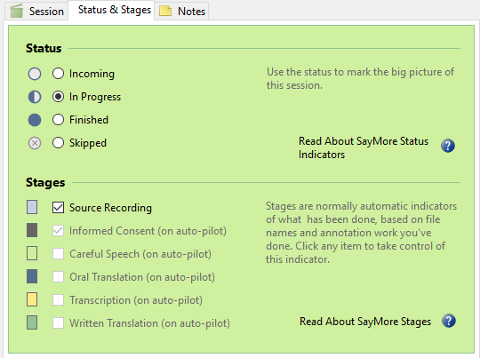 Session
Status & Stages
Notes
Status
Incoming
In Progress
Finished
Skipped
Use the status to mark the big picture
of this session.
Read About SayMore Status
Indicators
Stages
Source Recording
Informed Consent (on auto-pilot)
Careful Speech (on auto-pilot)
Oral Translation (on auto-pilot)
Transcription (on auto-pilot)
Written Translation (on auto-pilot)
Stages are normally automatic indicators
of what has been done, based on file
names and annotation work you've
done. Click any item to take control of
this indicator.
Read About SayMore Stages